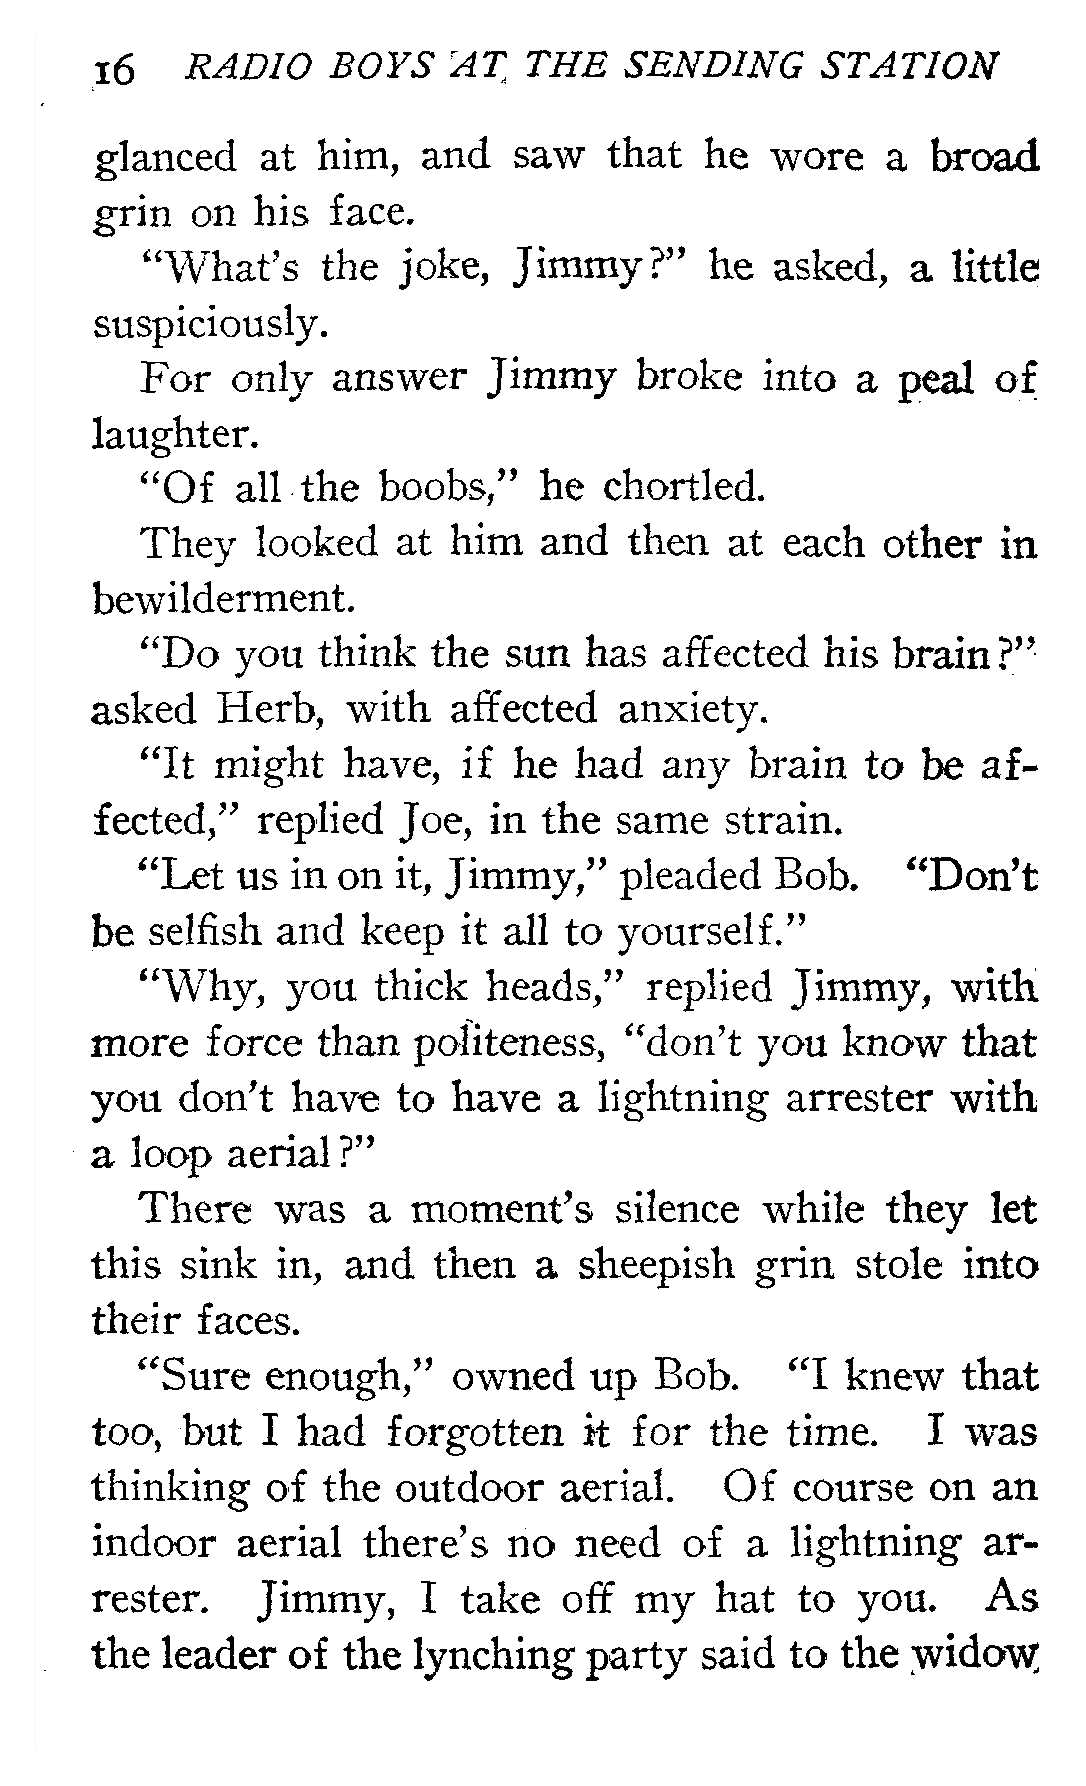 16 RADIO BOYS AT THE SENDING STATION
glanced at him, and saw that he wore a broad
grin on his face.
“What’s the joke, Jimmy?” he asked, a little
suspiciously.
For only answer Jimmy broke into a peal of
laughter.
“Of all the boobs,” he chortled.
They looked at him and then at each other in
bewilderment.
“Do you think the sun has affected his brain?”
asked Herb, with affected anxiety.
“It might have, if he had any brain to be af-
fected,” replied Joe, in the same strain.
“Let us in on it, Jimmy,” pleaded Bob. “Don’t
be selfish and keep it all to yourself.”
“Why, you thick heads,” replied Jimmy, with
more force than politeness, “don’t you know that
you don’t have to have a lightning arrester with
a loop aerial?”
There was a moment’s silence while they let
this sink in, and then a sheepish grin stole into
their faces.
“Sure enough,” owned up Bob. “I knew that
too, but I had forgotten it for the time. I was
thinking of the outdoor aerial. Of course on an
indoor aerial there’s no need of a lightning ar-
rester. Jimmy, I take off my hat to you. As
the leader of the lynching party said to the widow